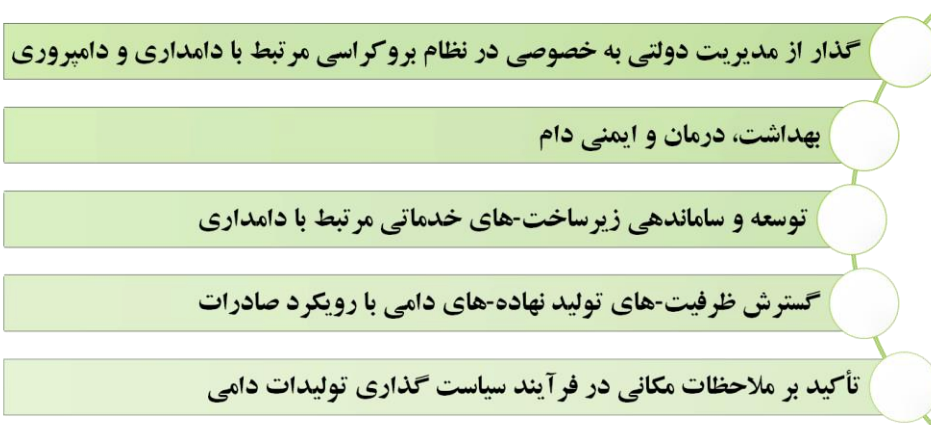 گذار از مدیریت دولتی به خصوصی در نظام بروکراسی مرتبط با دامداری و دامپروری
بهداشت، درمان و ایمنی دام
توسعه و ساماندهی زیرساخت-های خدماتی مرتبط با دامداری
گسترش ظرفیت-های تولید نهاده-های دامی با رویکرد صادرات
تأکید بر ملاحظات مکانی در فرآیند سیاست گذاری تولیدات دامی